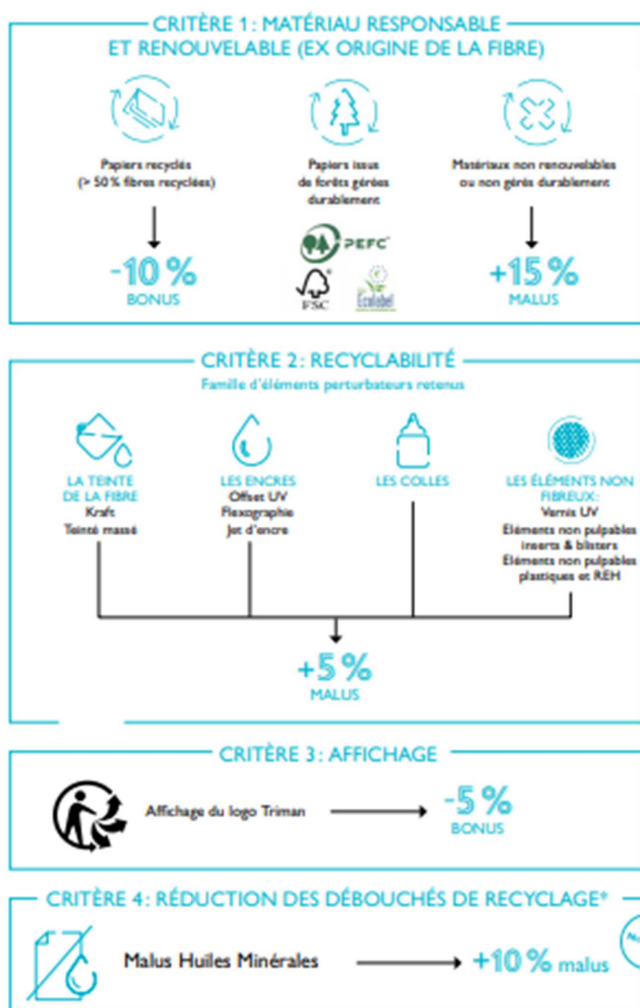 CRITÈRE 1 : MATÉRIAU RESPONSABLE
ET RENOUVELABLE (EX ORIGINE DE LA FIBRE)
Papiers recyclés
(> 50 % fibres recyclées)
Papiers issus
de forêts gérées
durablement
Matériaux non renouvelables
ou non gérés durablement
PEFC
FSC
Ecolabel
-10 %
BONUS
+15 %
MALUS
CRITÈRE 2 : RECYCLABILITÉ
Famille d'éléments perturbateurs retenus
LA TEINTE
DE LA FIBRE
Kraft
Teinté massé
LES ENCRES
Offset UV
Flexographie
Jet d'encre
LES COLLES
LES ÉLÉMENTS NON
FIBREUX :
Vernis UV
Eléments non pulpables
inserts & blisters
Eléments non pulpables
plastiques et REH
+5 %
MALUS
CRITÈRE 3 : AFFICHAGE
Affichage du logo Triman
-5 %
BONUS
CRITÈRE 4 : RÉDUCTION DES DÉBOUCHÉS DE RECYCLAGE*
Malus Huiles Minérales
+10 % malus